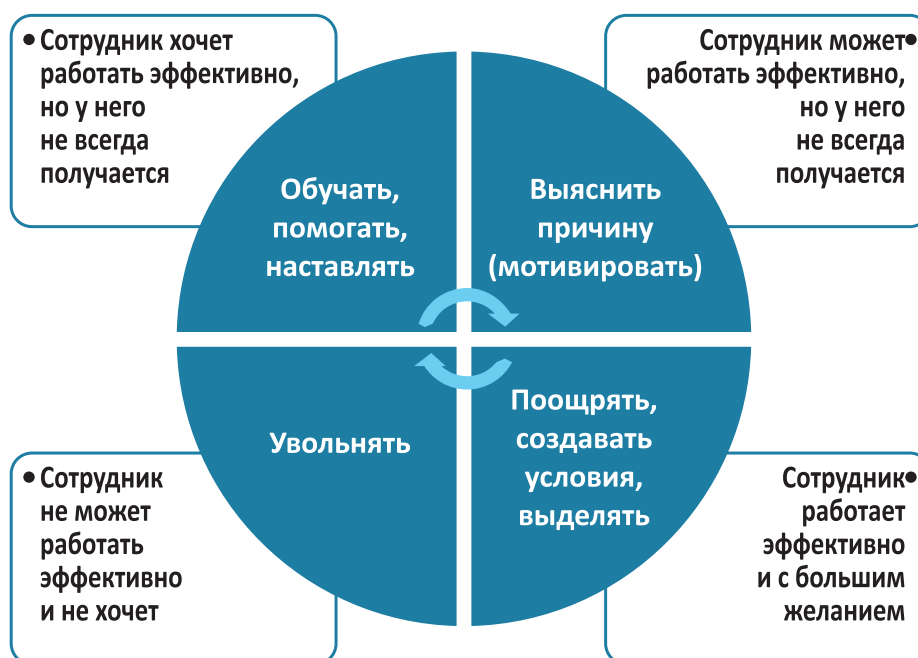 • Сотрудник хочет
работать эффективно,
но у него
не всегда
получается
Сотрудник может•
работать эффективно,
но у него
не всегда
получается
Обучать,
помогать,
наставлять
Выяснить
причину
(мотивировать)
Увольнять
Поощрять,
создавать
условия,
выделять
• Сотрудник
не может
работать
эффективно
и не хочет
Сотрудник•
работает
эффективно
и с большим
желанием